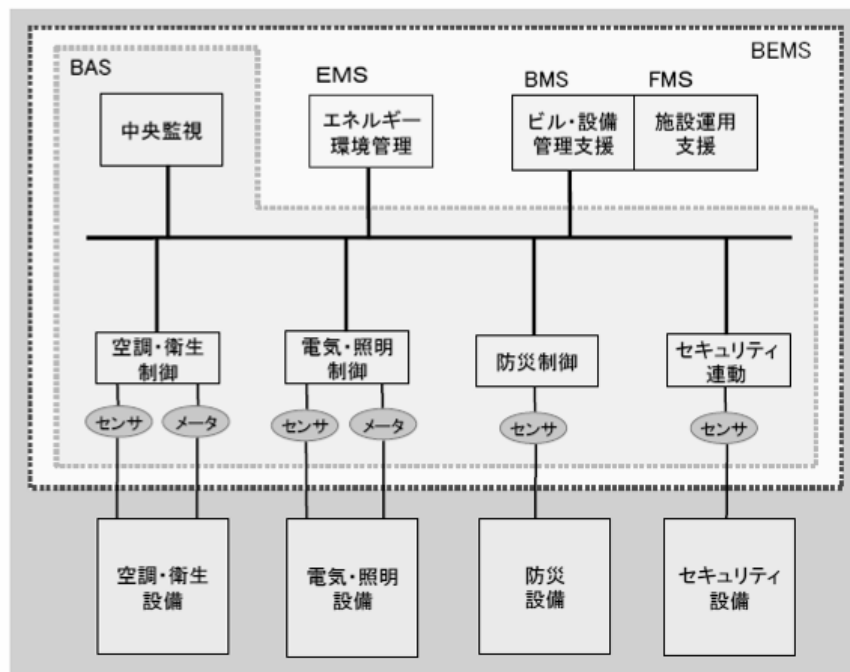 BEMS
BAS
EMS
BMS
FMS
中央監視
エネルギー
環境管理
ビル・設備
管理支援
施設運用
支援
空調・衛生
制御
電気・照明
制御
防災制御
セキュリティ
連動
センサ
メータ
センサ
メータ
センサ
センサ
空調・衛生
設備
電気・照明
設備
防災
設備
セキュリティ
設備